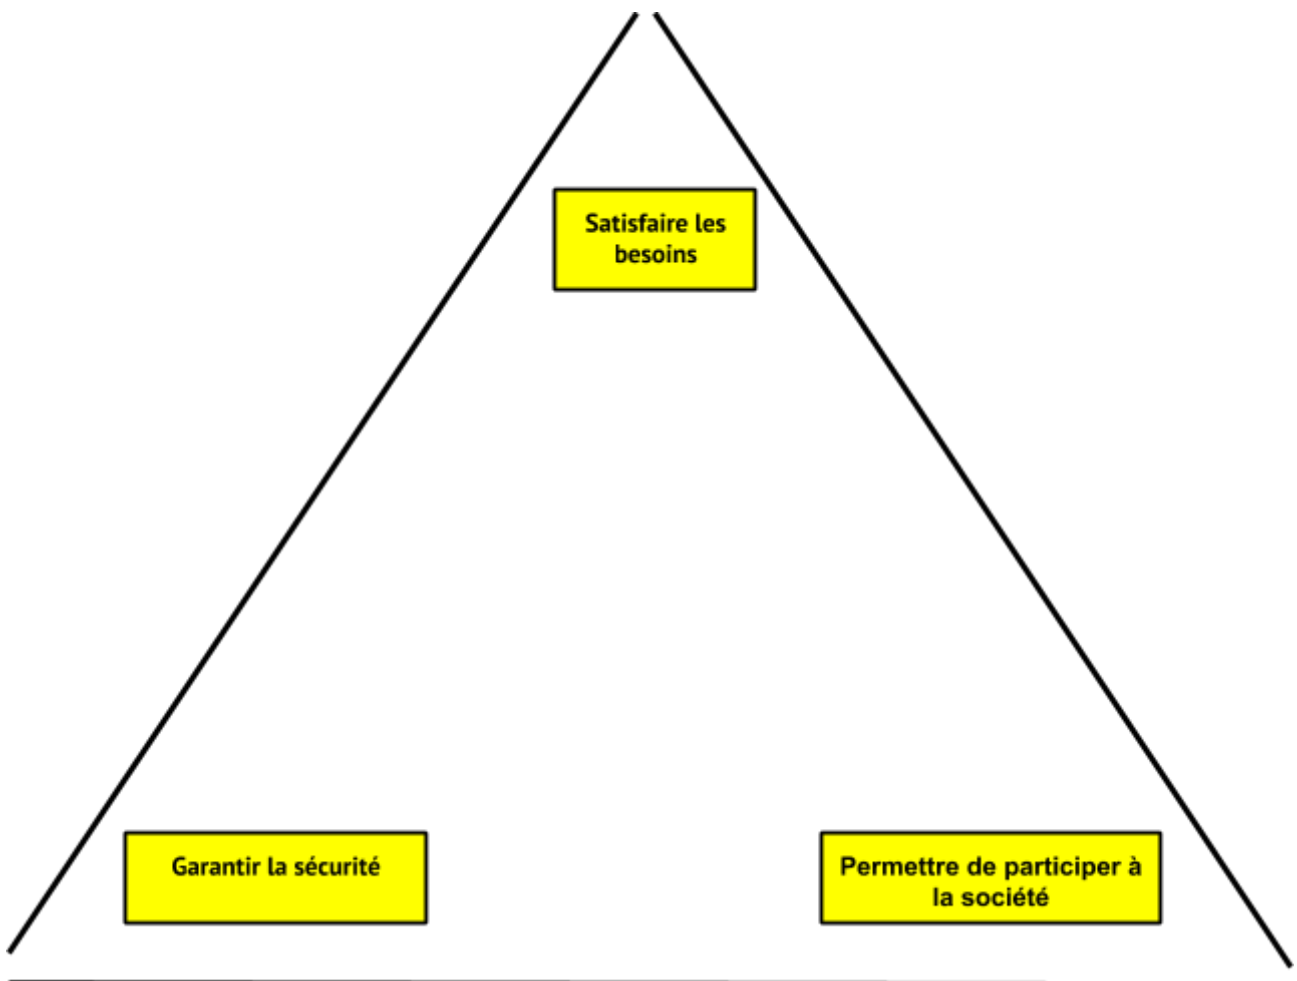 Satisfaire les
besoins
Garantir la sécurité
Permettre de participer à
la société